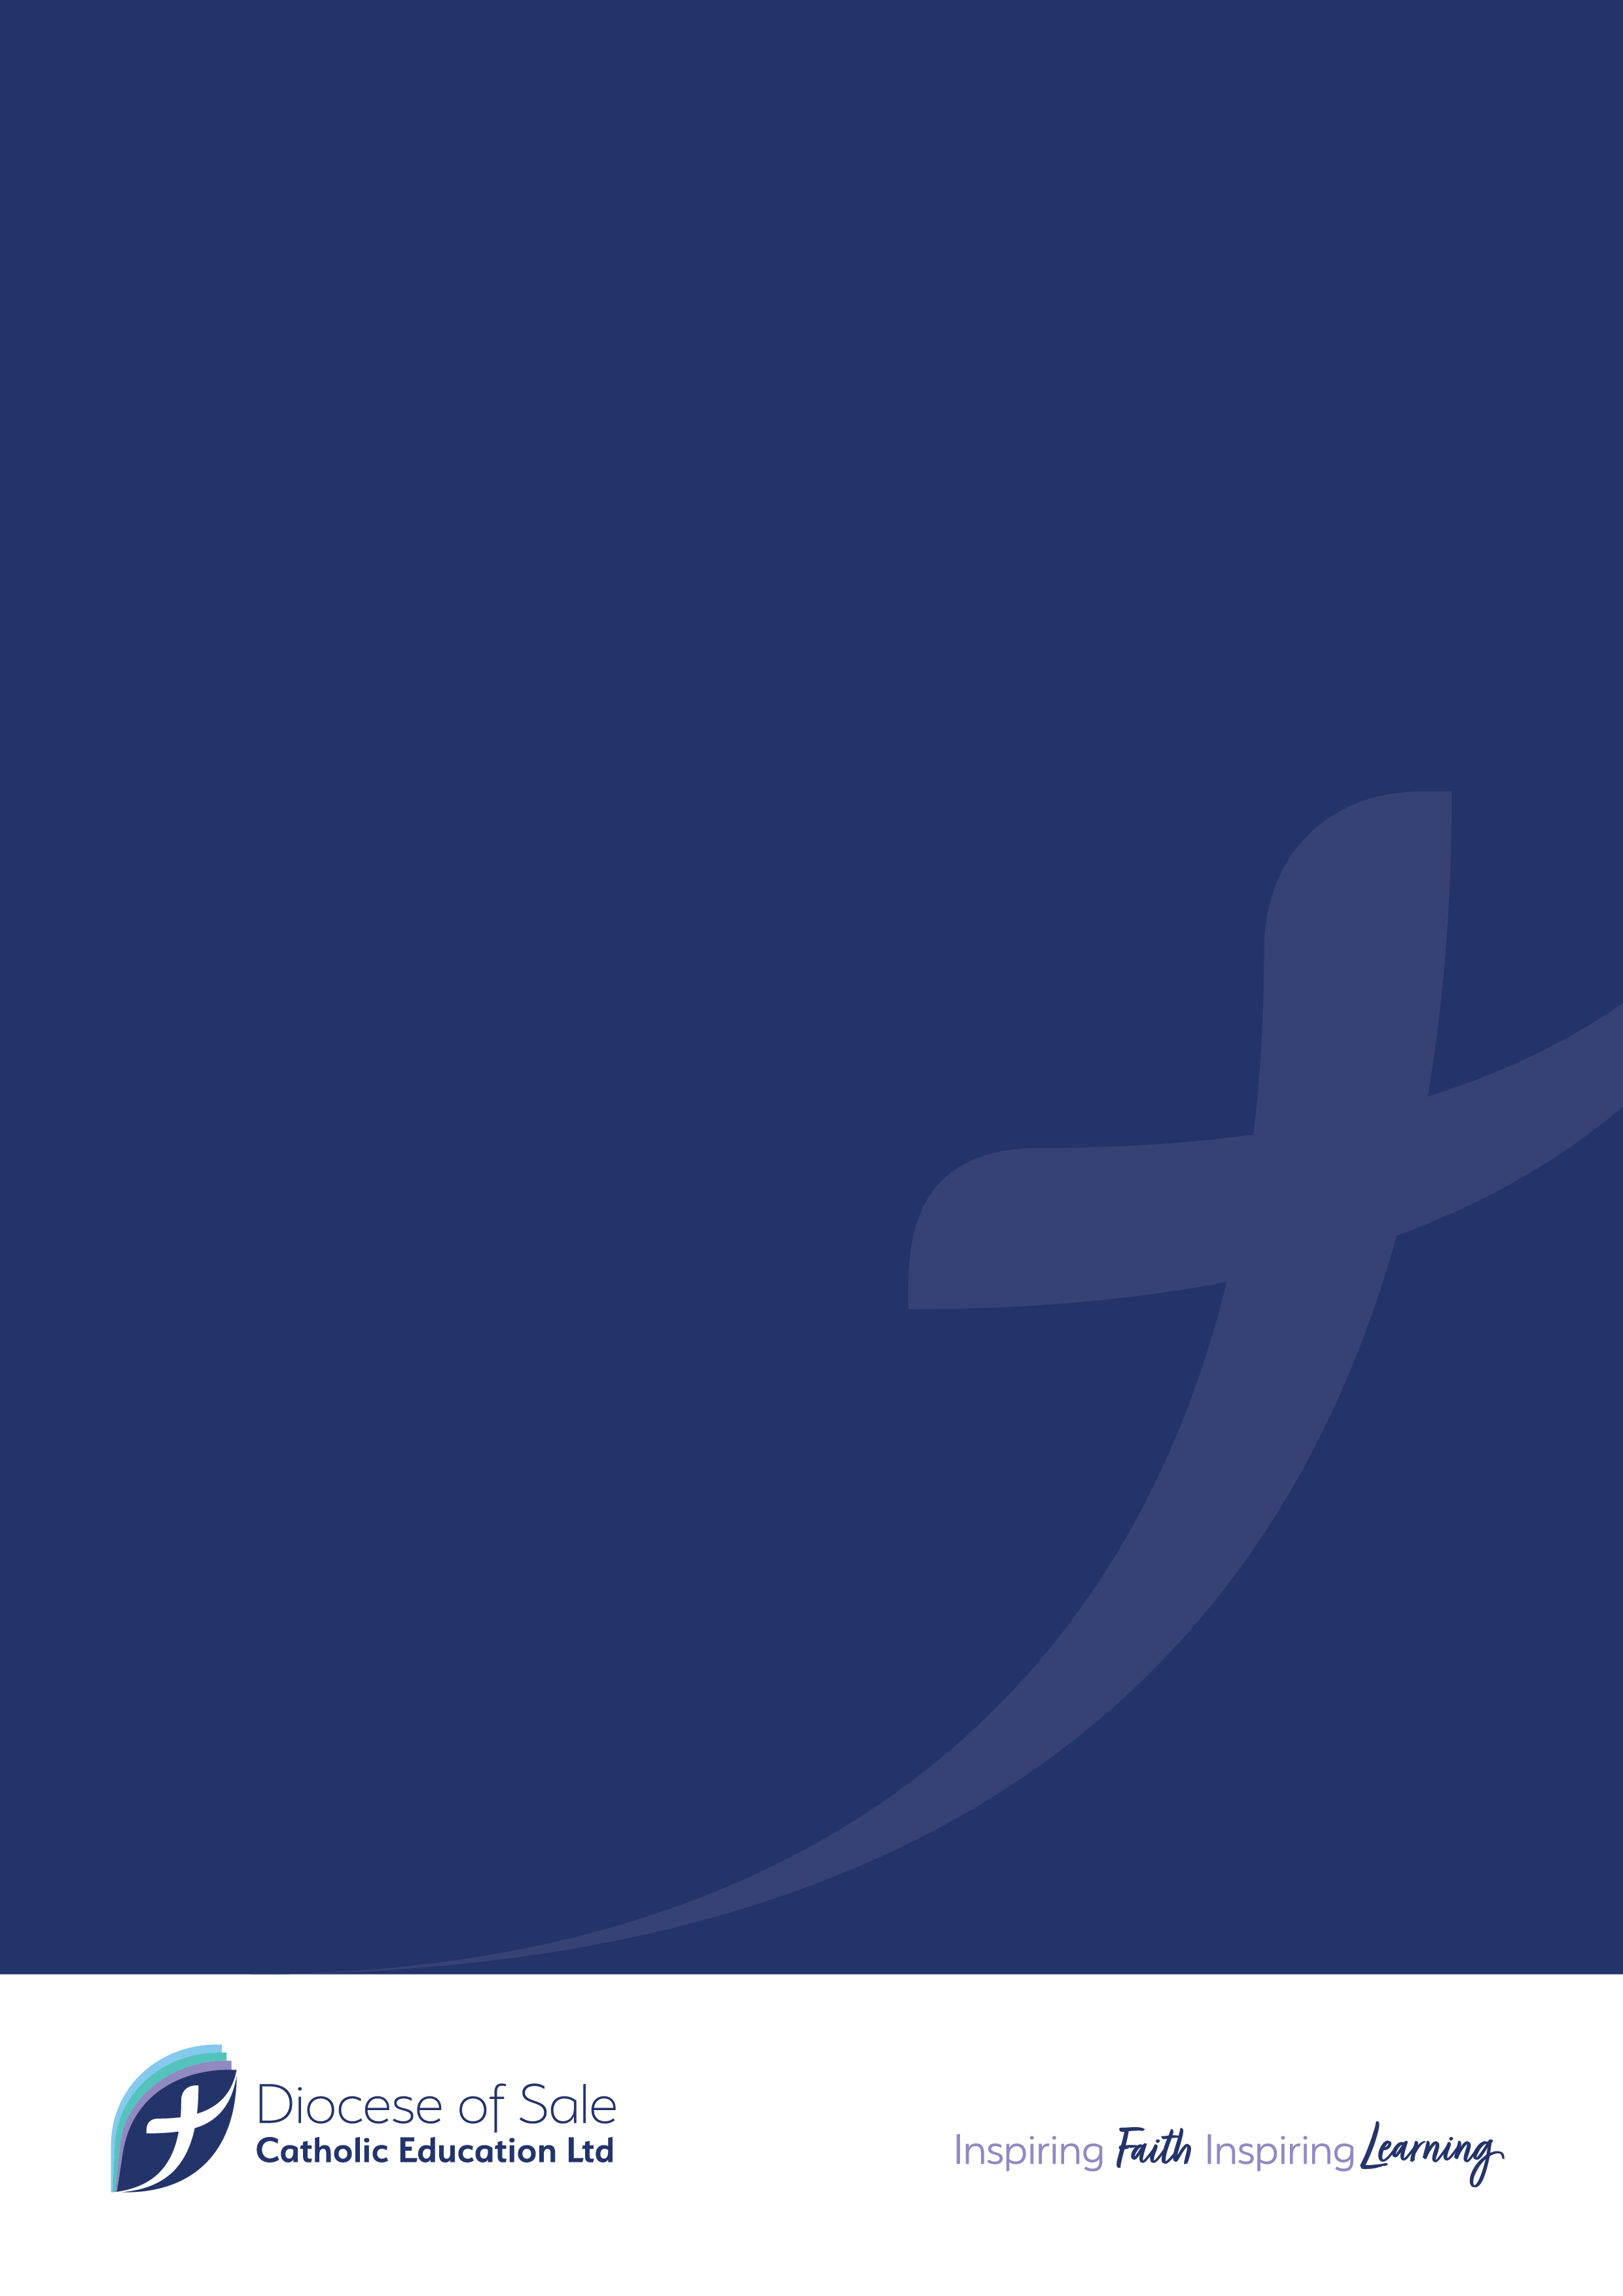 Diocese of Sale
Catholic Education Ltd
Inspiring Faith Inspiring Learning